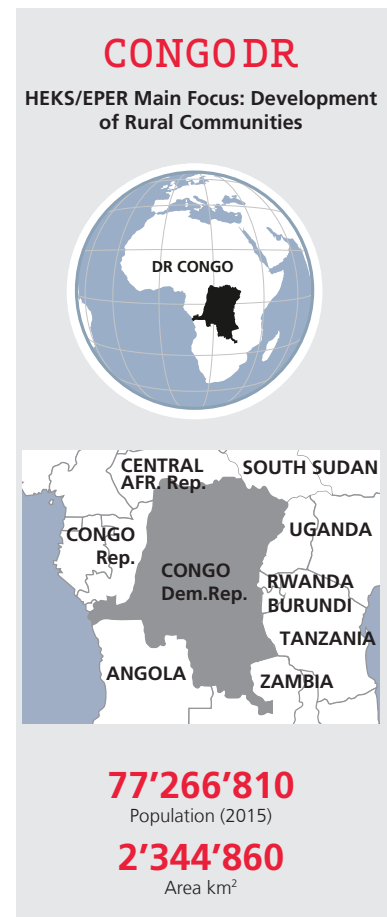 CONGO DR
HEKS/EPER Main Focus: Development
of Rural Communities
DR CONGO
CENTRAL
AFR. Rep.
SOUTH SUDAN
CONGO
Rep.
UGANDA
CONGO
Dem.Rep.
RWANDA
BURUNDI
TANZANIA
ANGOLA
ZAMBIA
77’266’810
Population (2015)
2’344’860
Area km²